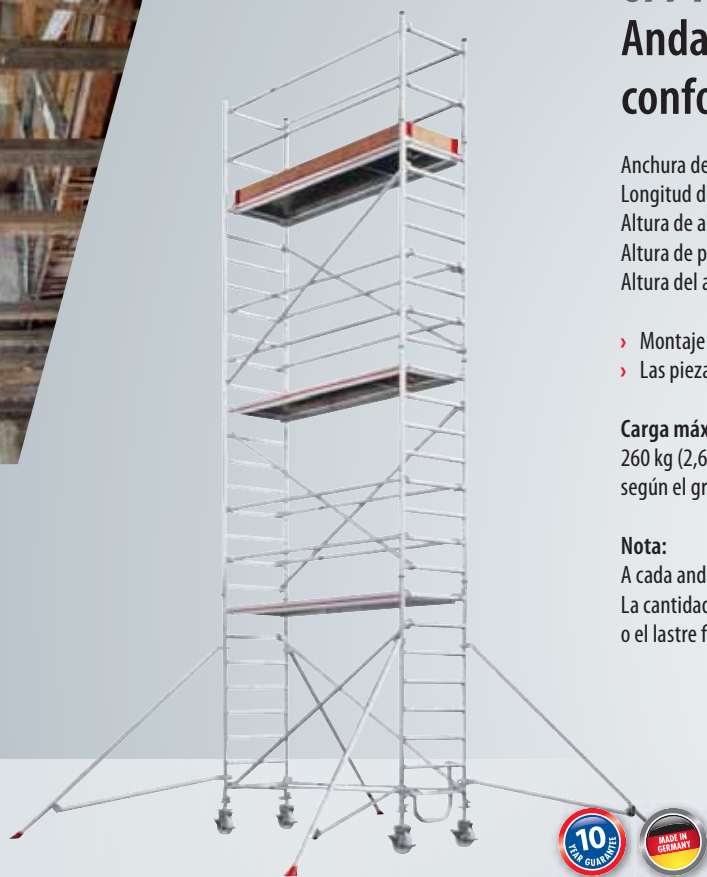 Anda
confo
Anchura de
Longitud d
Altura de a
Altura de p
Altura del a
› Montaje
› Las pieza
Carga máx
260 kg (2,6
según el gr
Nota:
A cada anda
La cantidad
o el lastre f
10
YEAR GUARANTEE
MADE IN
GERMANY